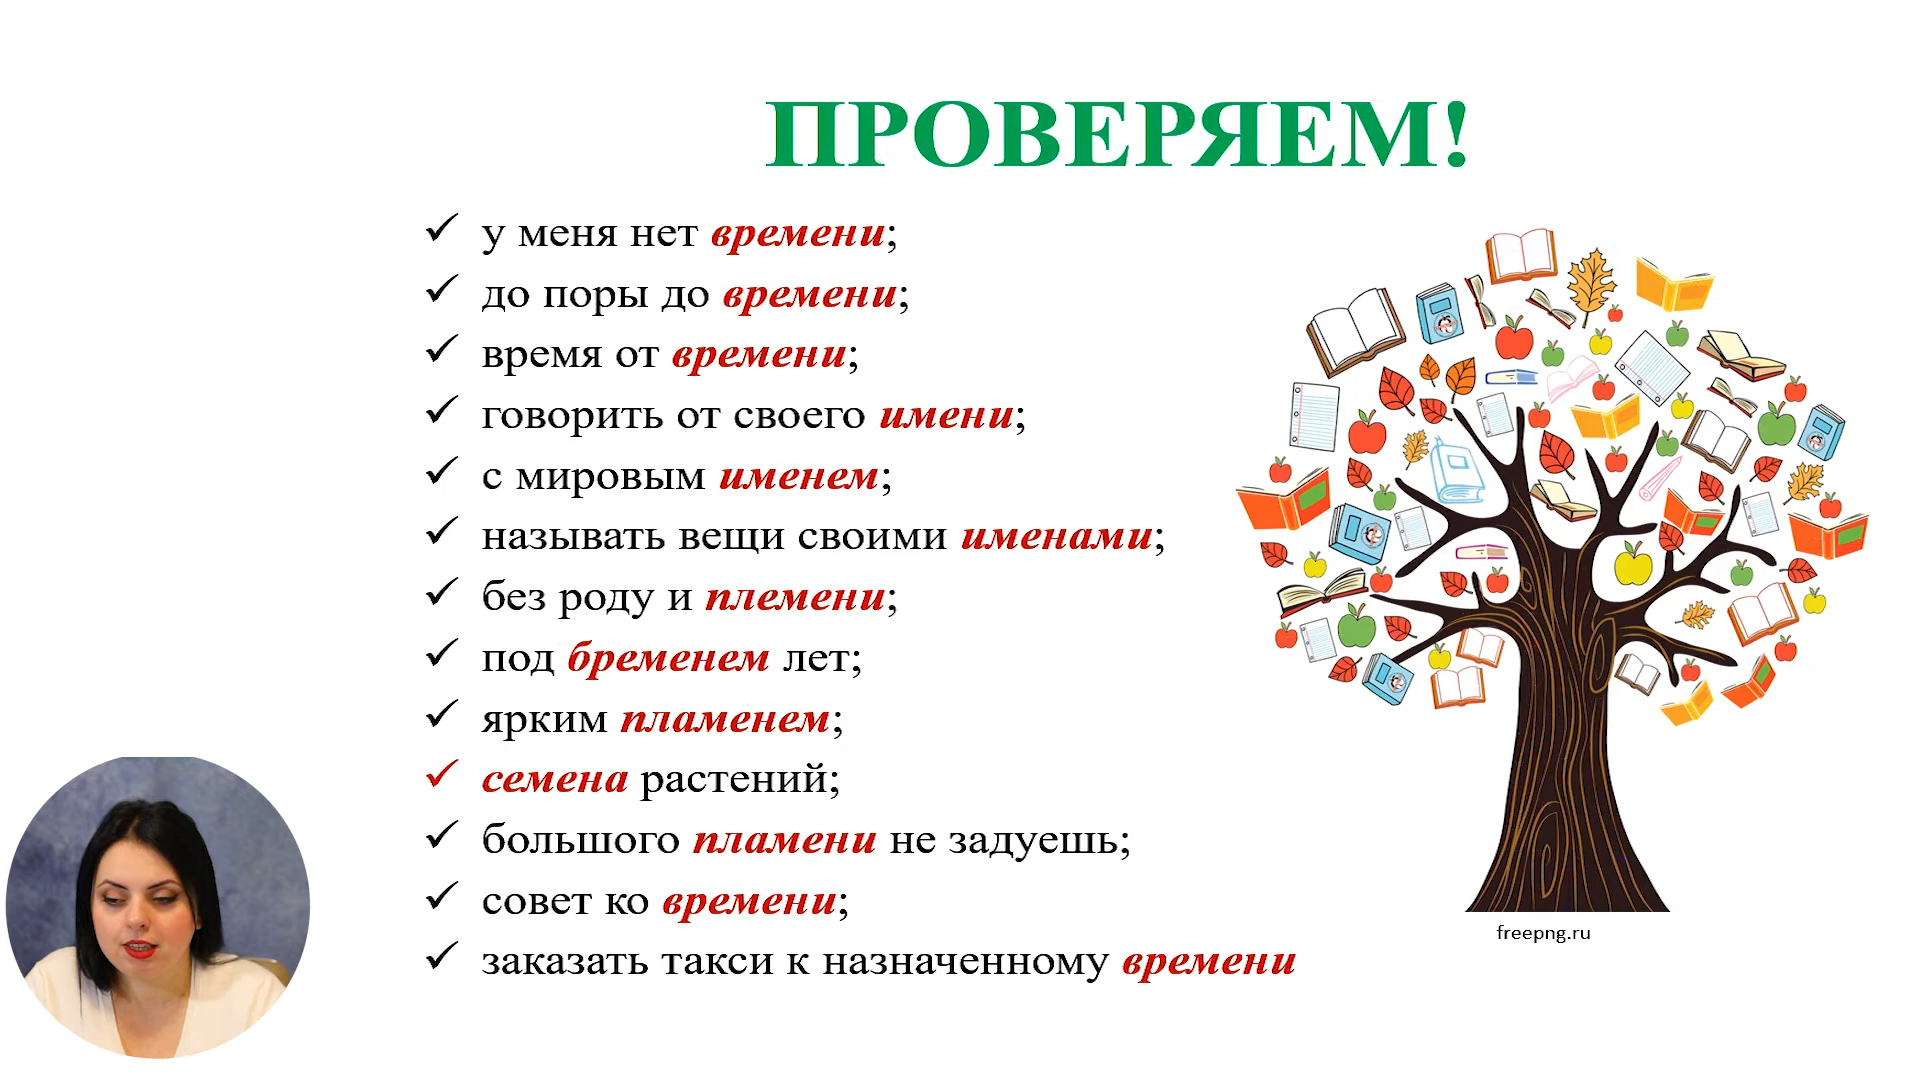 ПРОВЕРЯЕМ!
у меня нет времени;
до поры до времени;
время от времени;
говорить от своего имени;
с мировым именем;
называть вещи своими именами;
без роду и племени;
под бременем лет;
ярким пламенем;
семена растений;
большого пламени не задуешь;
совет ко времени;
заказать такси к назначенному времени
freepng.ru